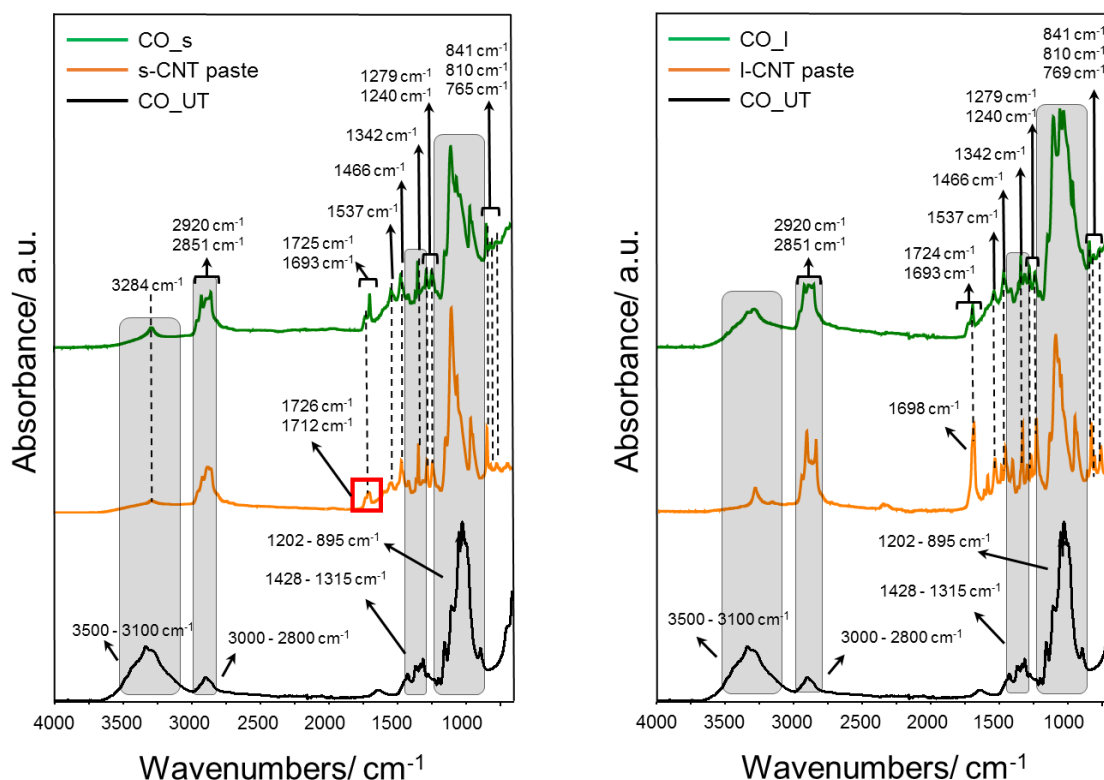 CO_s
s-CNT paste
CO_UT
841 cm-1
810 cm-1
765 cm-1
1279 cm-1
1240 cm-1
1342 cm-1
1466 cm-1
1537 cm-1
2920 cm-1
2851 cm-1
1725 cm-1
1693 cm-1
3284 cm-1
1726 cm-1
1712 cm-1
1202 - 895 cm-1
1428 - 1315 cm-1
3500 - 3100 cm-1
3000 - 2800 cm-1
Absorbance/ a.u.
4000 3500 3000 2500 2000 1500 1000
Wavenumbers/ cm-1
CO_l
l-CNT paste
CO_UT
841 cm-1
810 cm-1
769 cm-1
1279 cm-1
1240 cm-1
1342 cm-1
1466 cm-1
1537 cm-1
2920 cm-1
2851 cm-1
1724 cm-1
1693 cm-1
1698 cm-1
1202 - 895 cm-1
1428 - 1315 cm-1
3500 - 3100 cm-1
3000 - 2800 cm-1
Absorbance/ a.u.
4000 3500 3000 2500 2000 1500 1000
Wavenumbers/ cm-1